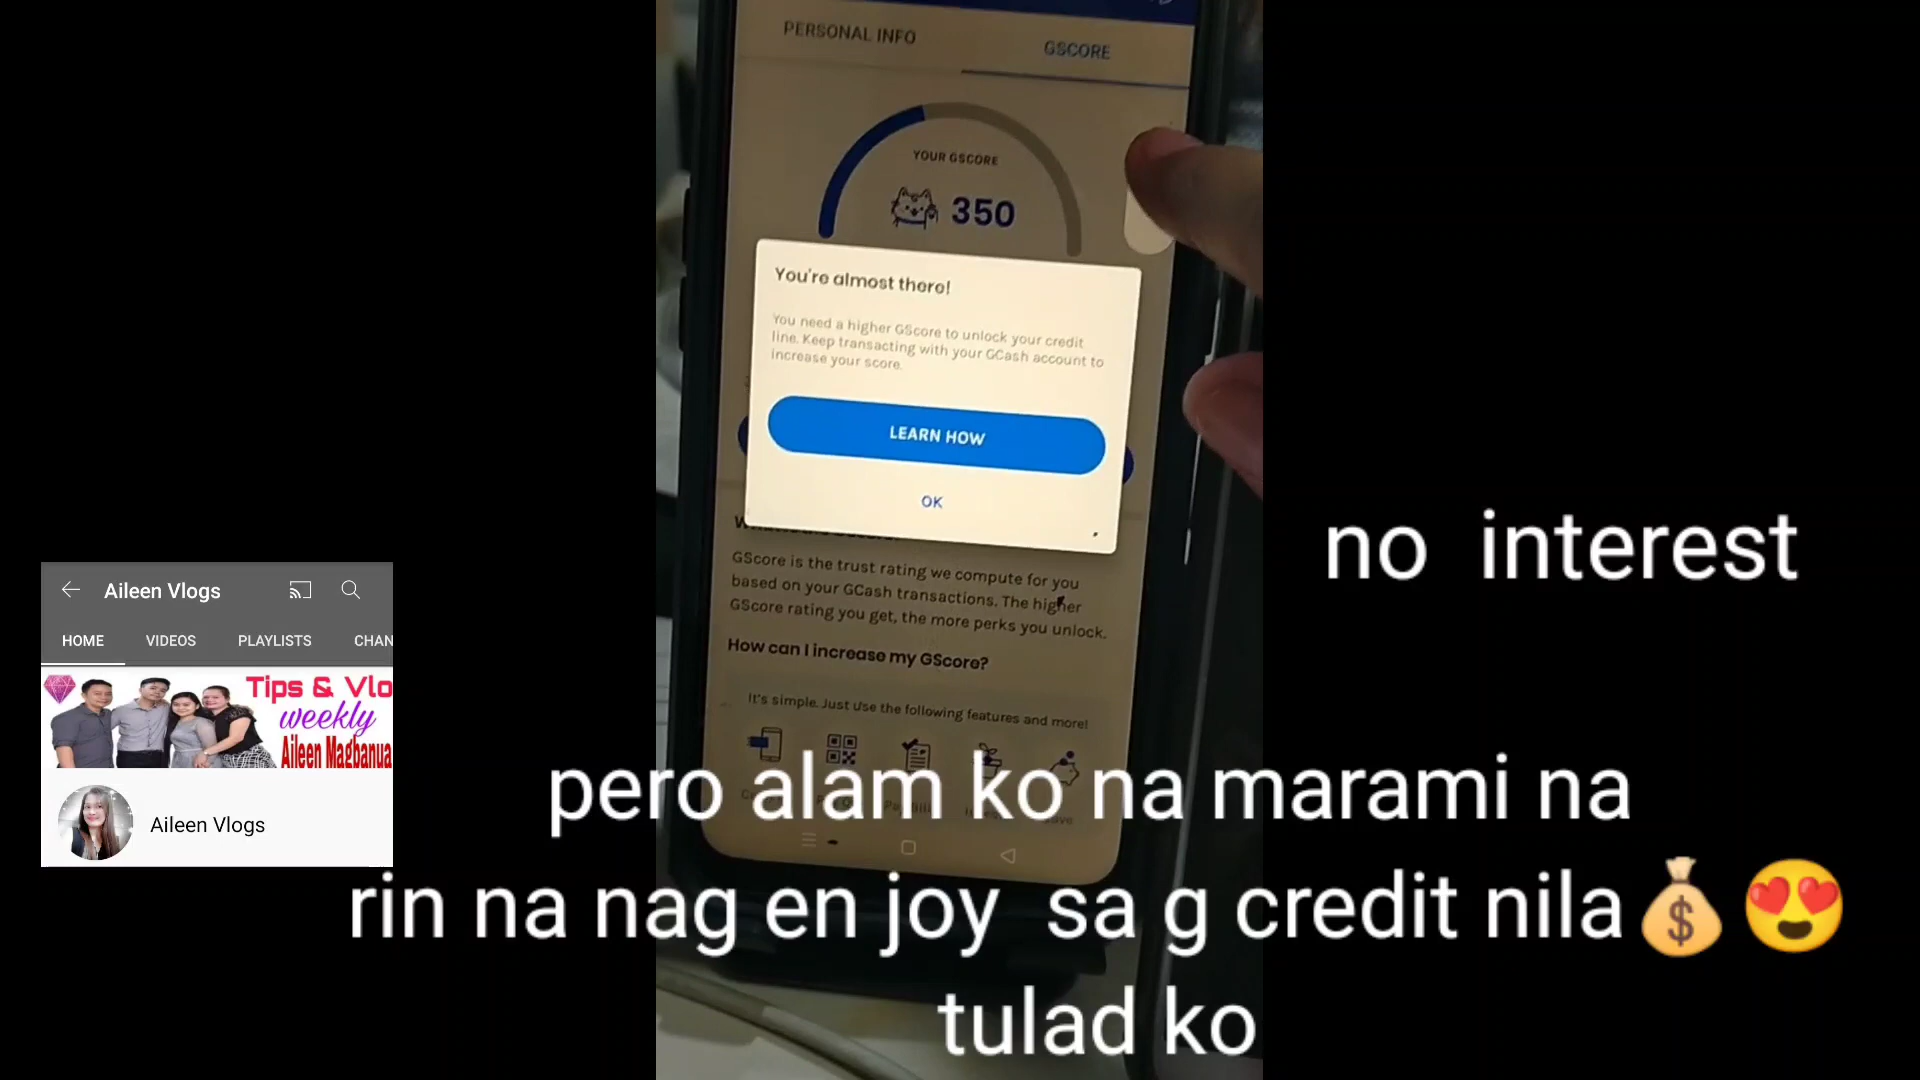 PERSONAL INFO
GSCORE
YOUR GSCORE
350
You're almost there!
You need a higher GScore to unlock your credit
line. Keep transacting with your GCash account to
increase your score.
LEARN HOW
OK
GScore is the trust rating we compute for you
based on your GCash transactions. The higher
GScore rating you get, the more perks you unlock.
How can I increase my GScore?
It's simple. Just use the following features and more!
no interest
Aileen Vlogs
HOME
VIDEOS
PLAYLISTS
CHAN
Tips & Vlo
weekly
Aileen Magbanua
Aileen Vlogs
pero alam ko na marami na
rin na nag en joy sa g credit nila💰😍
tulad ko